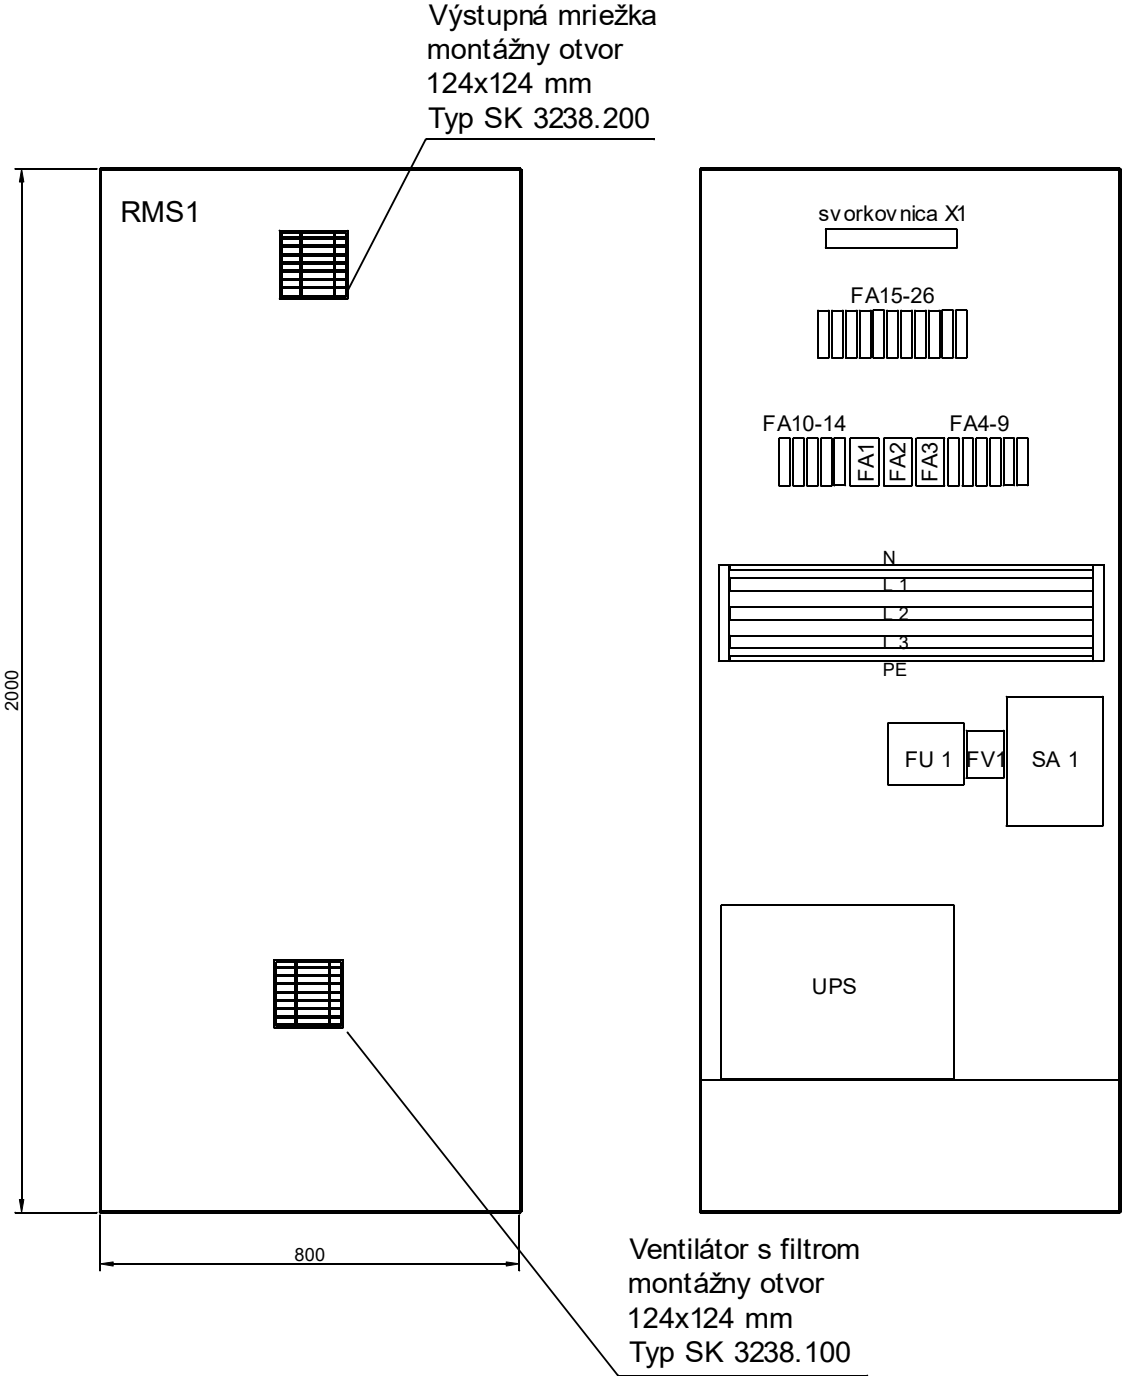 Výstupná mriežka
montážny otvor
124x124 mm
Typ SK 3238.200
RMS1
2000
800
svorkovnica X1
FA15-26
FA10-14
FA4-9
FA1
FA2
FA3
N
L 1
L 2
L 3
PE
FU 1
FV1
SA 1
UPS
Ventilátor s filtrom
montážny otvor
124x124 mm
Typ SK 3238.100